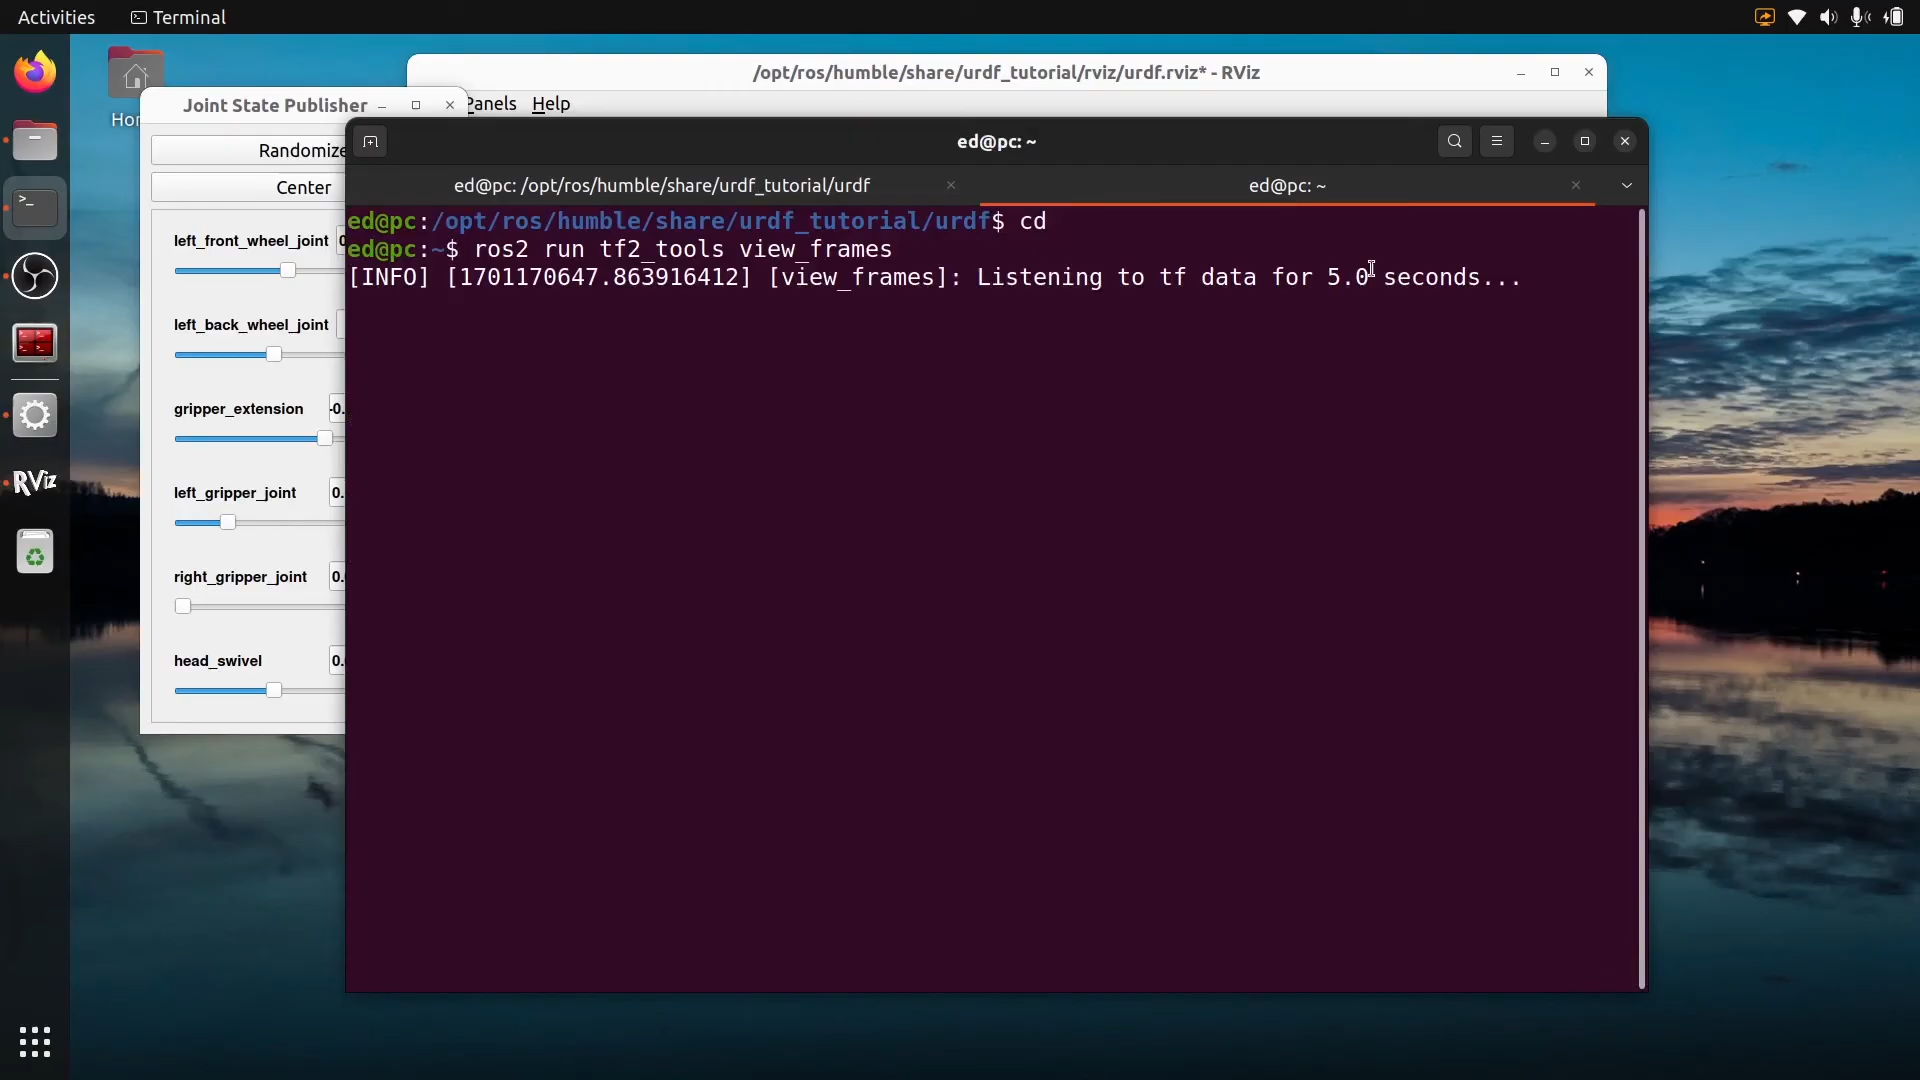 Activities
Terminal
/opt/ros/humble/share/urdf_tutorial/rviz/urdf.rviz* - RViz
Joint State Publisher
Panels Help
Randomize
Center
left_front_wheel_joint
left_back_wheel_joint
gripper_extension -0.
left_gripper_joint 0.
right_gripper_joint 0.
head_swivel 0.
RViz
ed@pc: ~
ed@pc: /opt/ros/humble/share/urdf_tutorial/urdf
ed@pc: ~
ed@pc:/opt/ros/humble/share/urdf_tutorial/urdf$ cd
ed@pc:~$ ros2 run tf2_tools view_frames
[INFO] [1701170647.863916412] [view_frames]: Listening to tf data for 5.0 seconds...